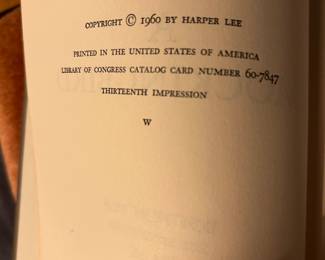 COPYRIGHT © 1960 BY HARPER LEE
PRINTED IN THE UNITED STATES OF AMERICA
LIBRARY OF CONGRESS CATALOG CARD NUMBER 60-7847
THIRTEENTH IMPRESSION
W